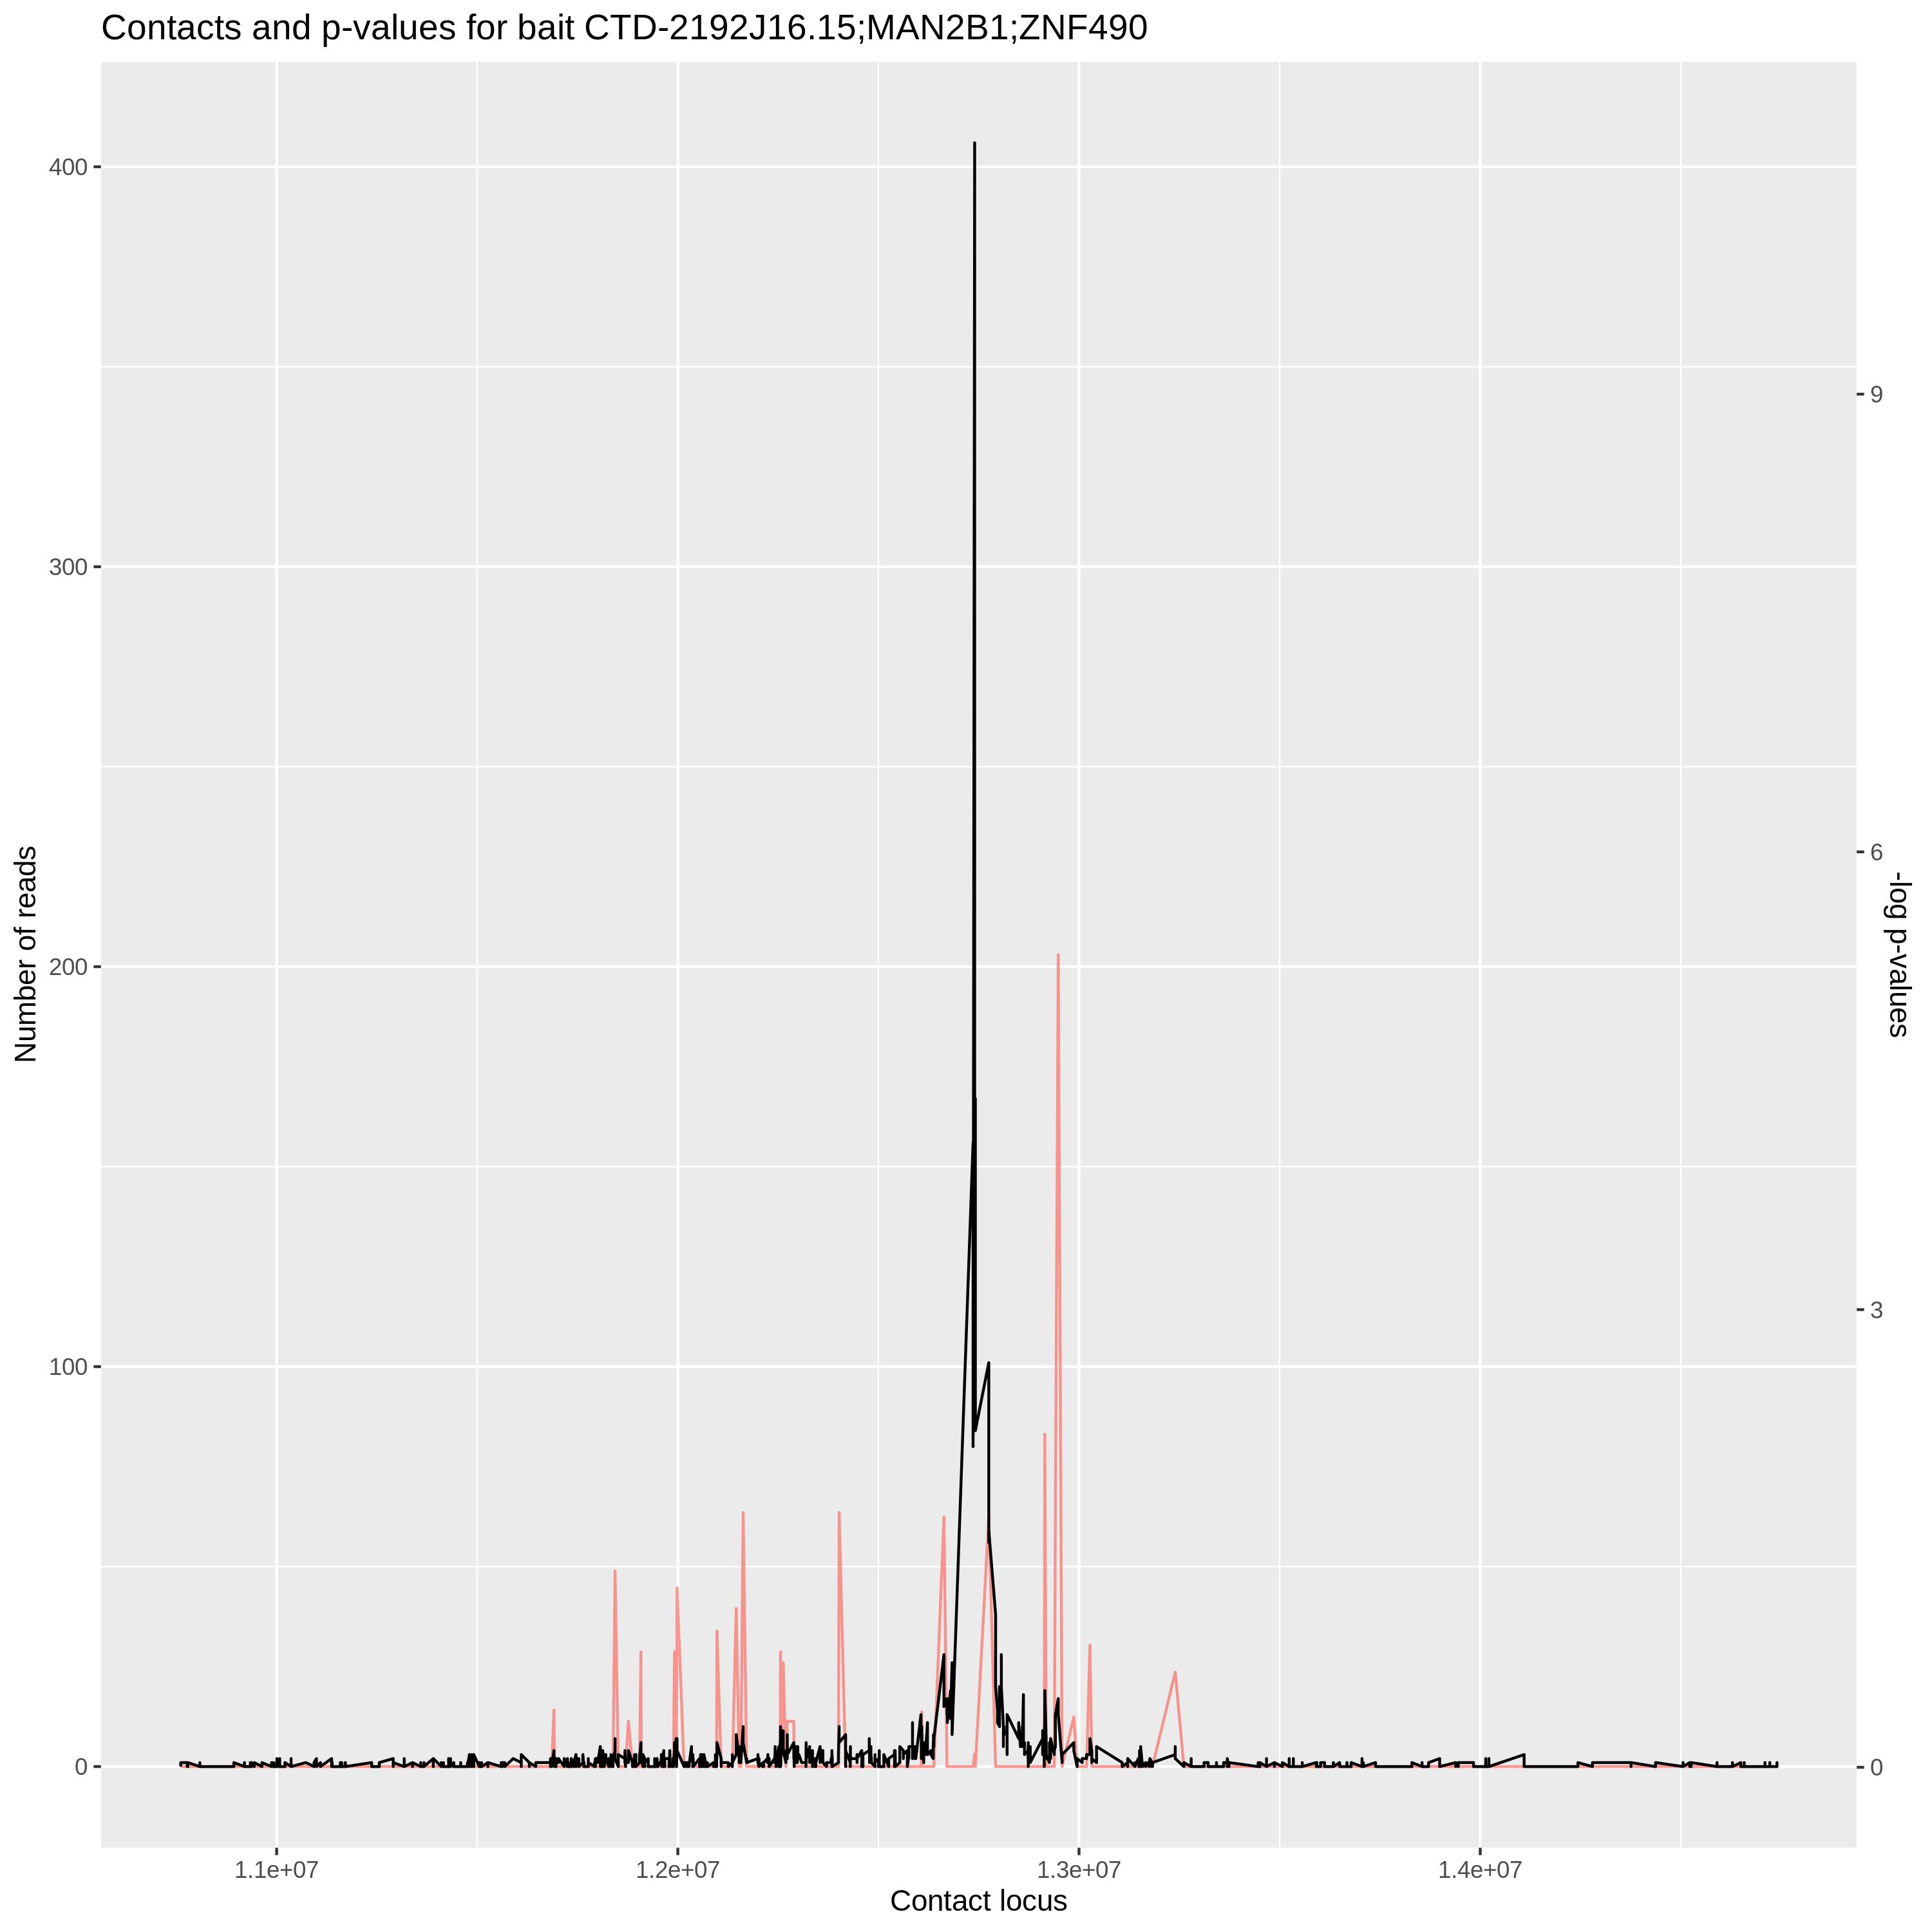 Contacts and p-values for bait CTD-2192J16.15;MAN2B1;ZNF490
400
300
200
100
0
Number of reads
9
6
3
0
-log p-values
1.1e+07
1.2e+07
1.3e+07
1.4e+07
Contact locus